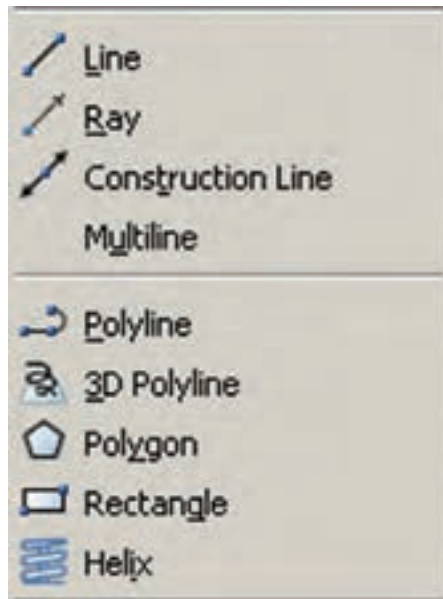 Line
Ray
Construction Line
Multiline
Polyline
3D Polyline
Polygon
Rectangle
Helix